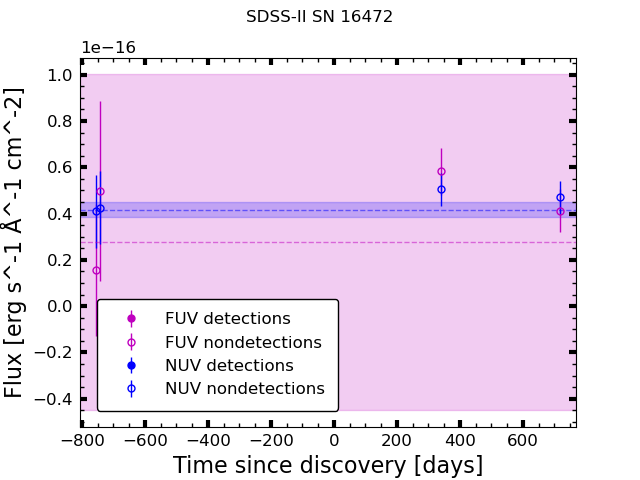 SDSS-II SN 16472
1e−16
1.0
0.8
0.6
0.4
0.2
0.0
−0.2
−0.4
Flux [erg s^-1 Å^-1 cm^-2]
FUV detections
FUV nondetections
NUV detections
NUV nondetections
−800 −600 −400 −200 0 200 400 600
Time since discovery [days]